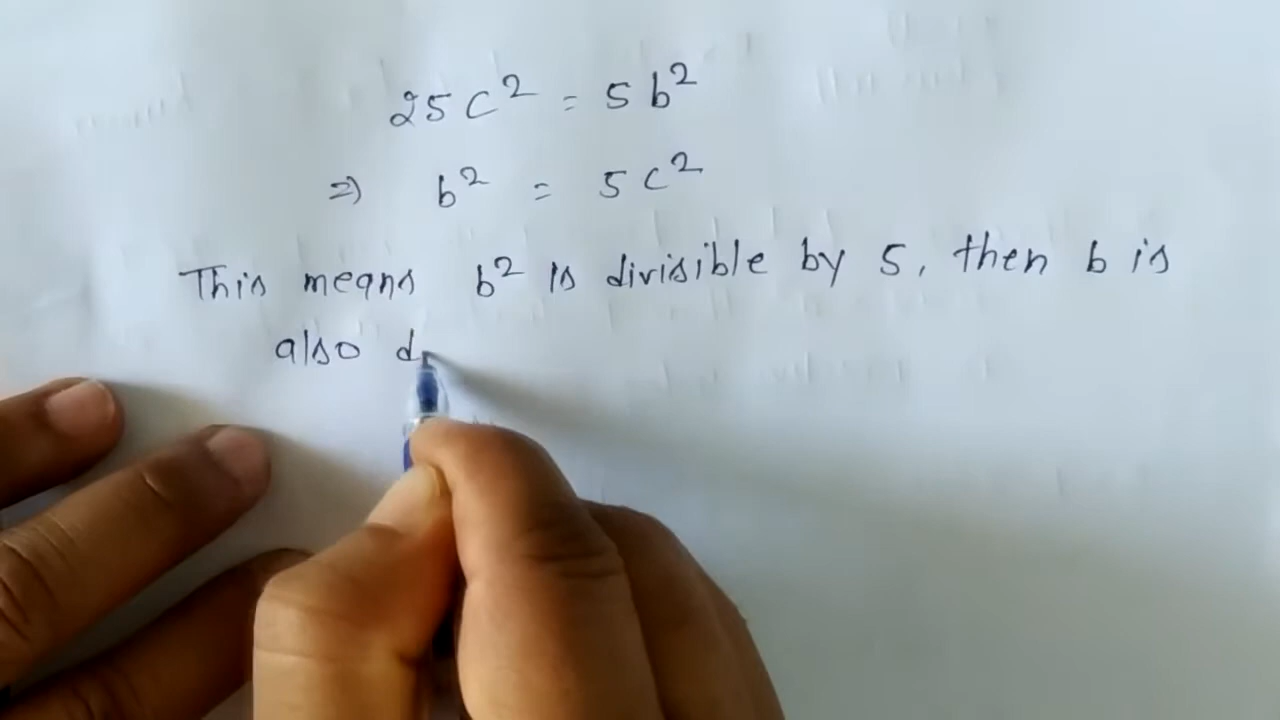 25c² = 5b²
⇒ b² = 5c²
This means b² is divisible by 5, then b is
also d